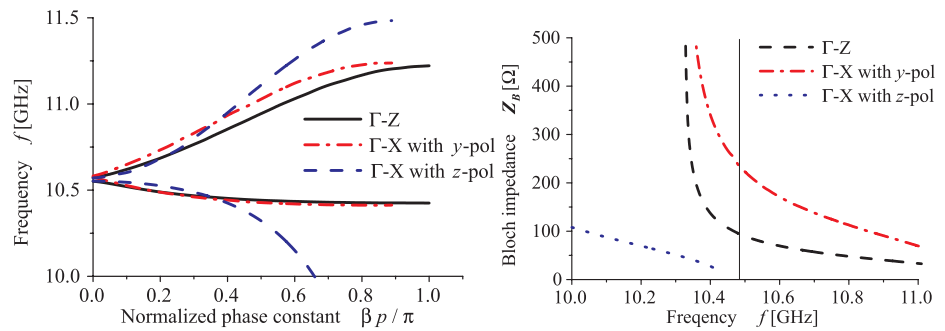 11.5
11.0
10.5
10.0
Frequency f [GHz]
Γ-Z
Γ-X with y-pol
Γ-X with z-pol
0.0 0.2 0.4 0.6 0.8 1.0
Normalized phase constant β p / π
500
400
300
200
100
0
Bloch impedance Z_B [Ω]
Γ-Z
Γ-X with y-pol
Γ-X with z-pol
10.0 10.2 10.4 10.6 10.8 11.0
Freqency f [GHz]